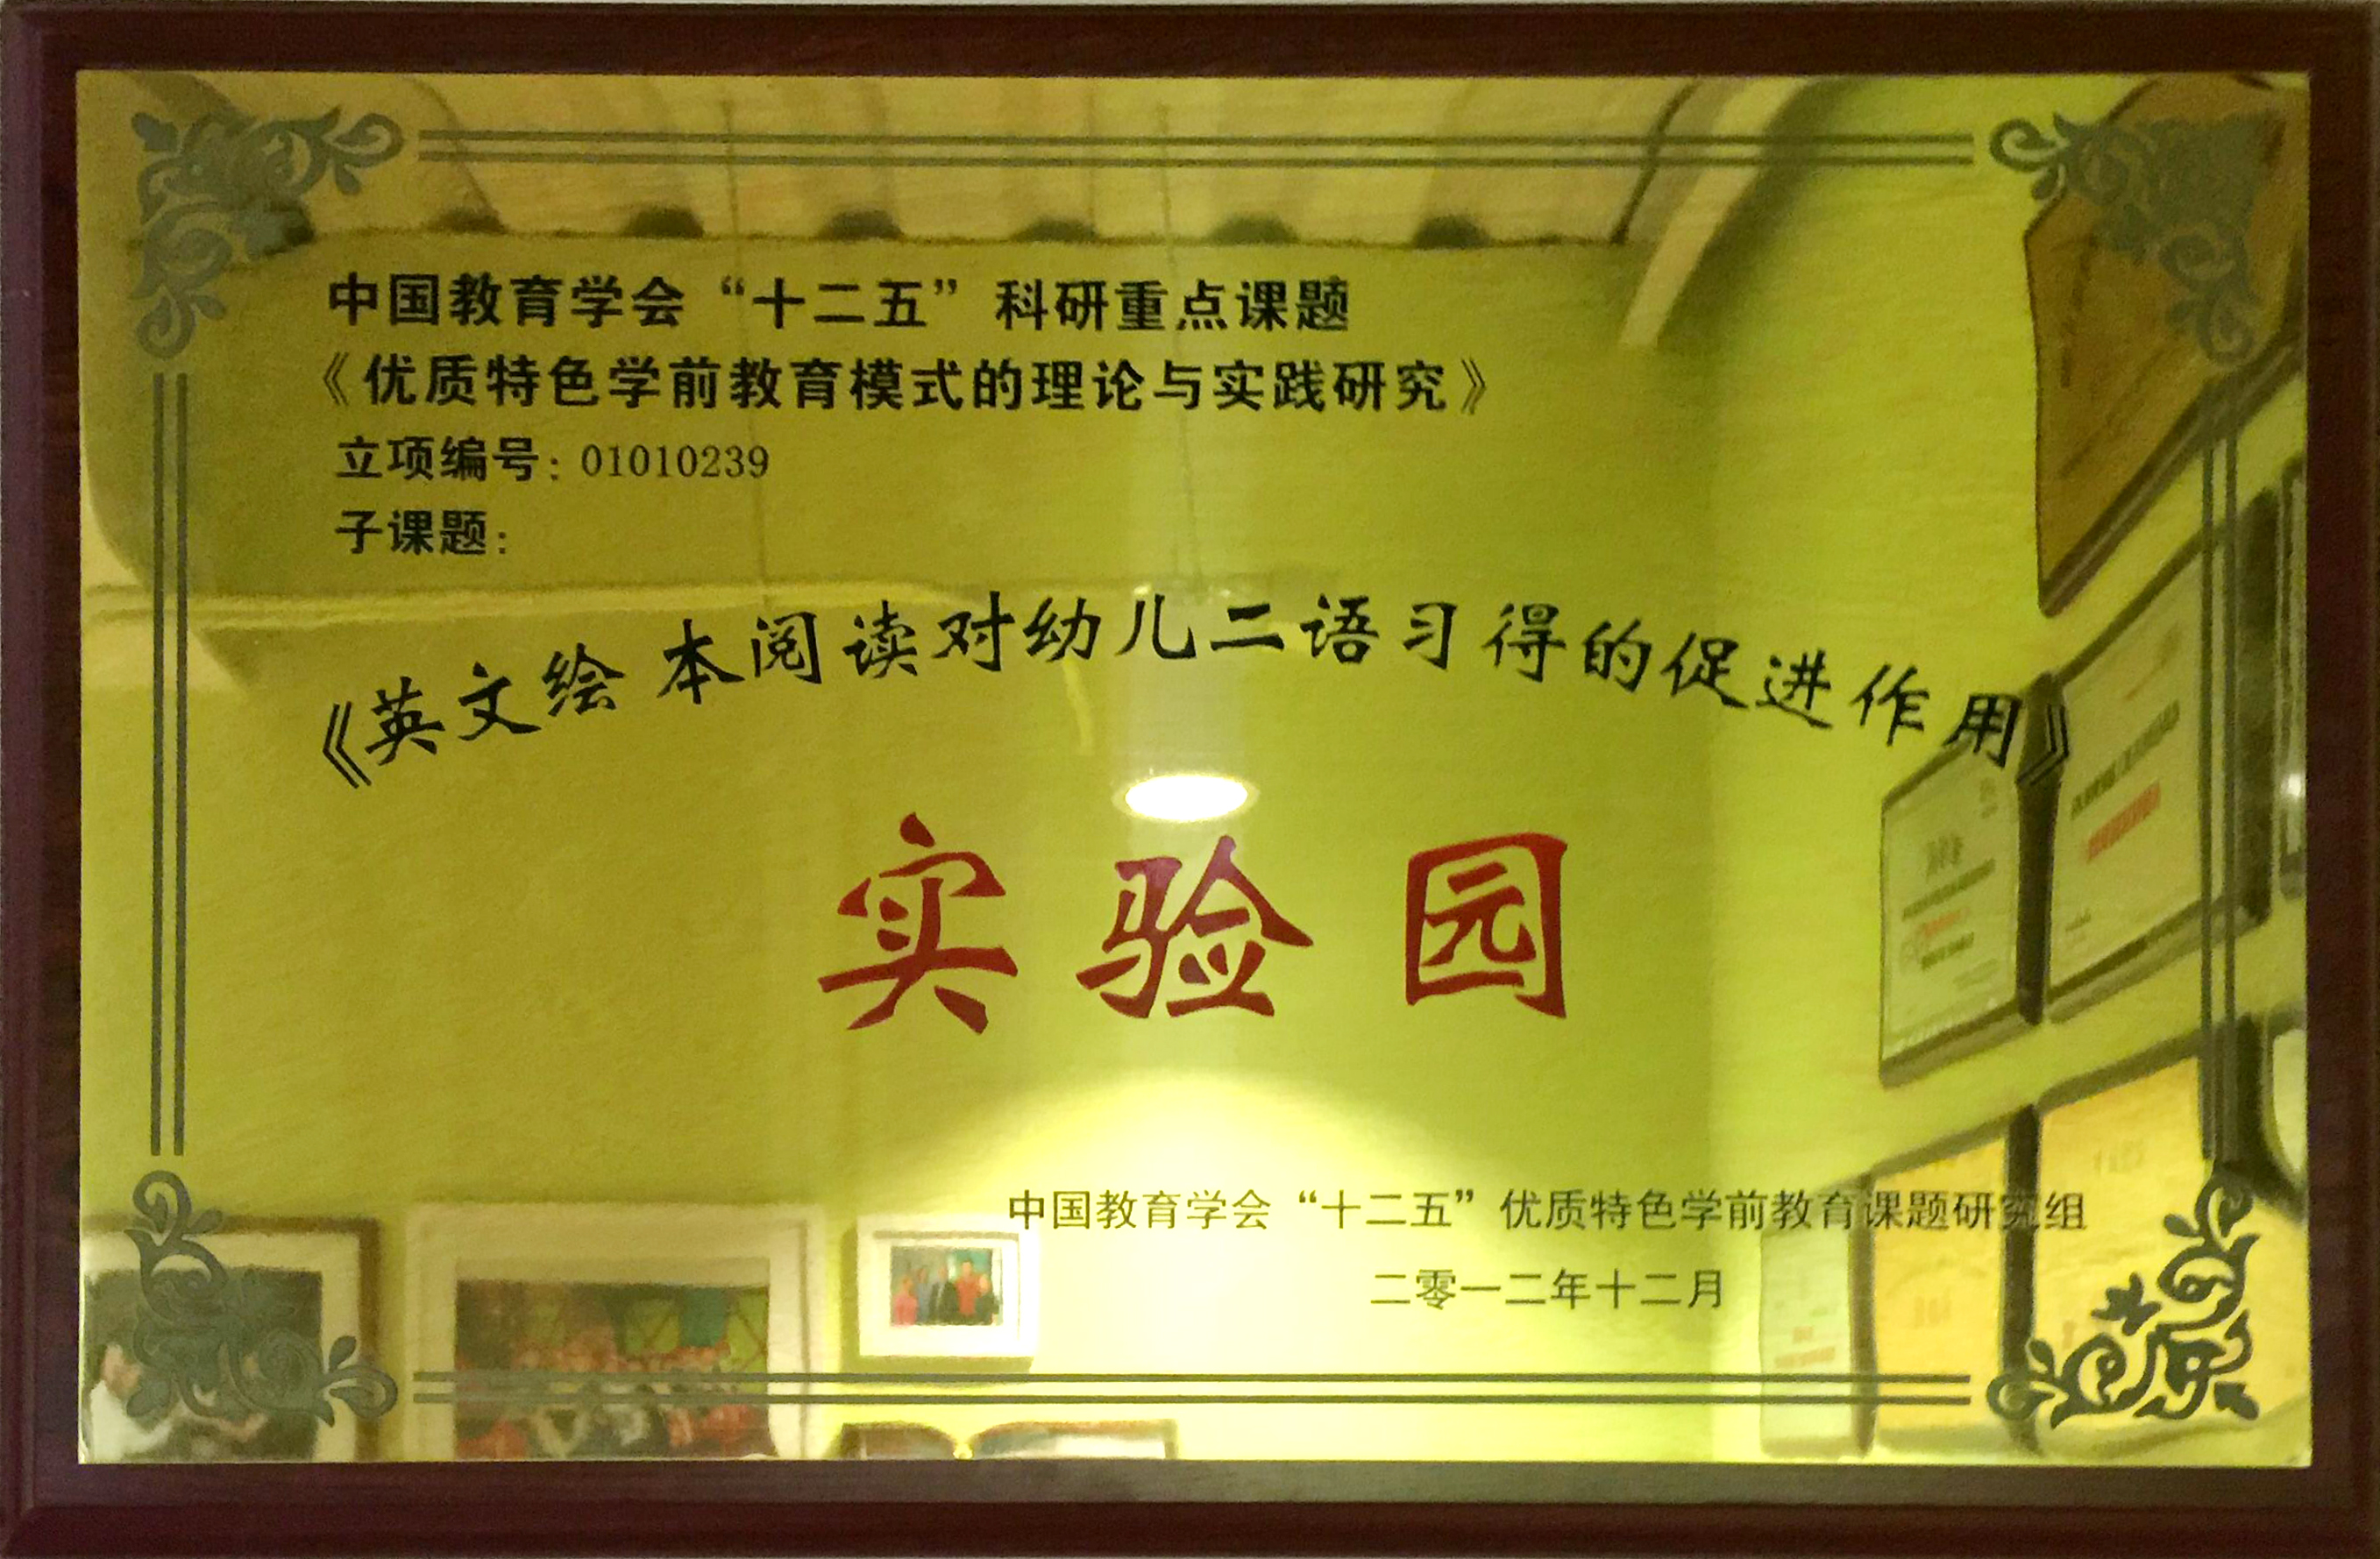 中国教育学会“十二五”科研重点课题
《优质特色学前教育模式的理论与实践研究》
立项编号：01010239
子课题：
《英文绘本阅读对幼儿二语习得的促进作用》
实验园
中国教育学会“十二五”优质特色学前教育课题研究组
二零一二年十二月